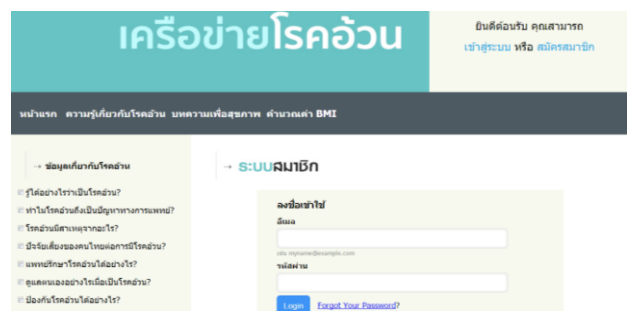 เครือข่ายโรคอ้วน
ยินดีต้อนรับ คุณสามารถ
เข้าสู่ระบบ หรือ สมัครสมาชิก
หน้าแรก ความรู้เกี่ยวกับโรคอ้วน บทความเพื่อสุขภาพ คำนวณค่า BMI
→ ข้อมูลเกี่ยวกับโรคอ้วน
รู้ได้อย่างไรว่าเป็นโรคอ้วน?
ทำไมโรคอ้วนถึงเป็นปัญหาทางการแพทย์?
โรคอ้วนมีสาเหตุจากอะไร?
ปัจจัยเสี่ยงของคนไทยต่อการมีโรคอ้วน?
แพทย์รักษาโรคอ้วนได้อย่างไร?
ดูแลตนเองอย่างไรเมื่อเป็นโรคอ้วน?
ป้องกันโรคอ้วนได้อย่างไร?
→ ระบบสมาชิก
ลงชื่อเข้าใช้
อีเมล
เช่น myname@example.com
รหัสผ่าน
Login Forgot Your Password?